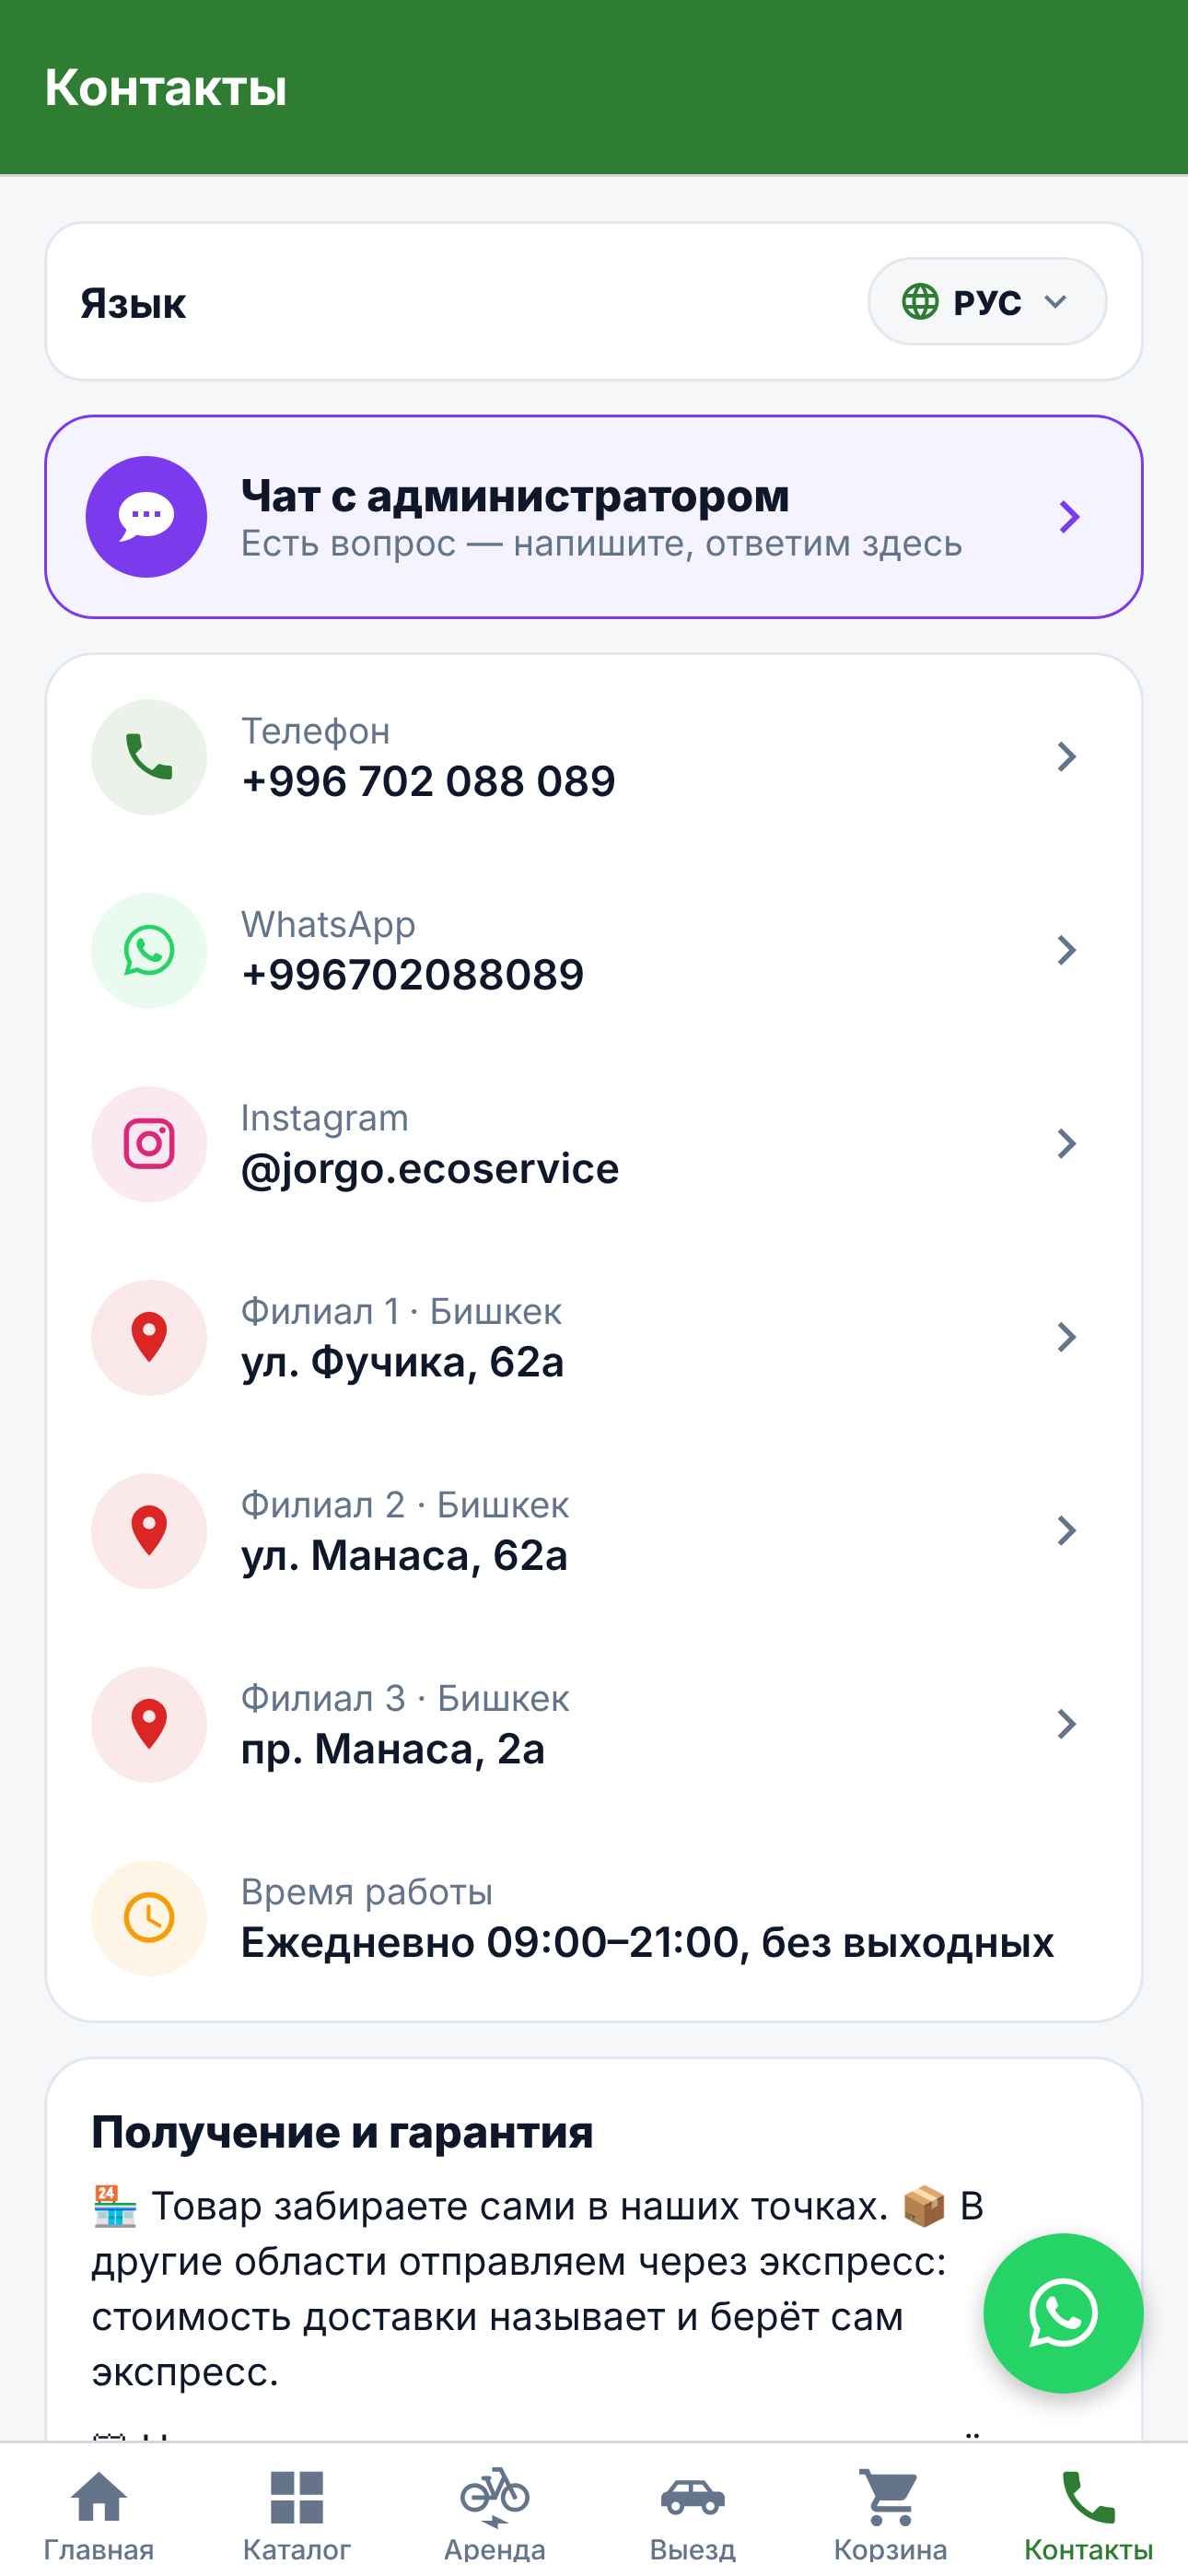 Контакты
Язык
РУС
Чат с администратором
Есть вопрос — напишите, ответим здесь
Телефон
+996 702 088 089
WhatsApp
+996702088089
Instagram
@jorgo.ecoservice
Филиал 1 · Бишкек
ул. Фучика, 62а
Филиал 2 · Бишкек
ул. Манаса, 62а
Филиал 3 · Бишкек
пр. Манаса, 2а
Время работы
Ежедневно 09:00–21:00, без выходных
Получение и гарантия
🏪 Товар забираете сами в наших точках. 📦 В
другие области отправляем через экспресс:
стоимость доставки называет и берёт сам
экспресс.
Главная
Каталог
Аренда
Выезд
Корзина
Контакты